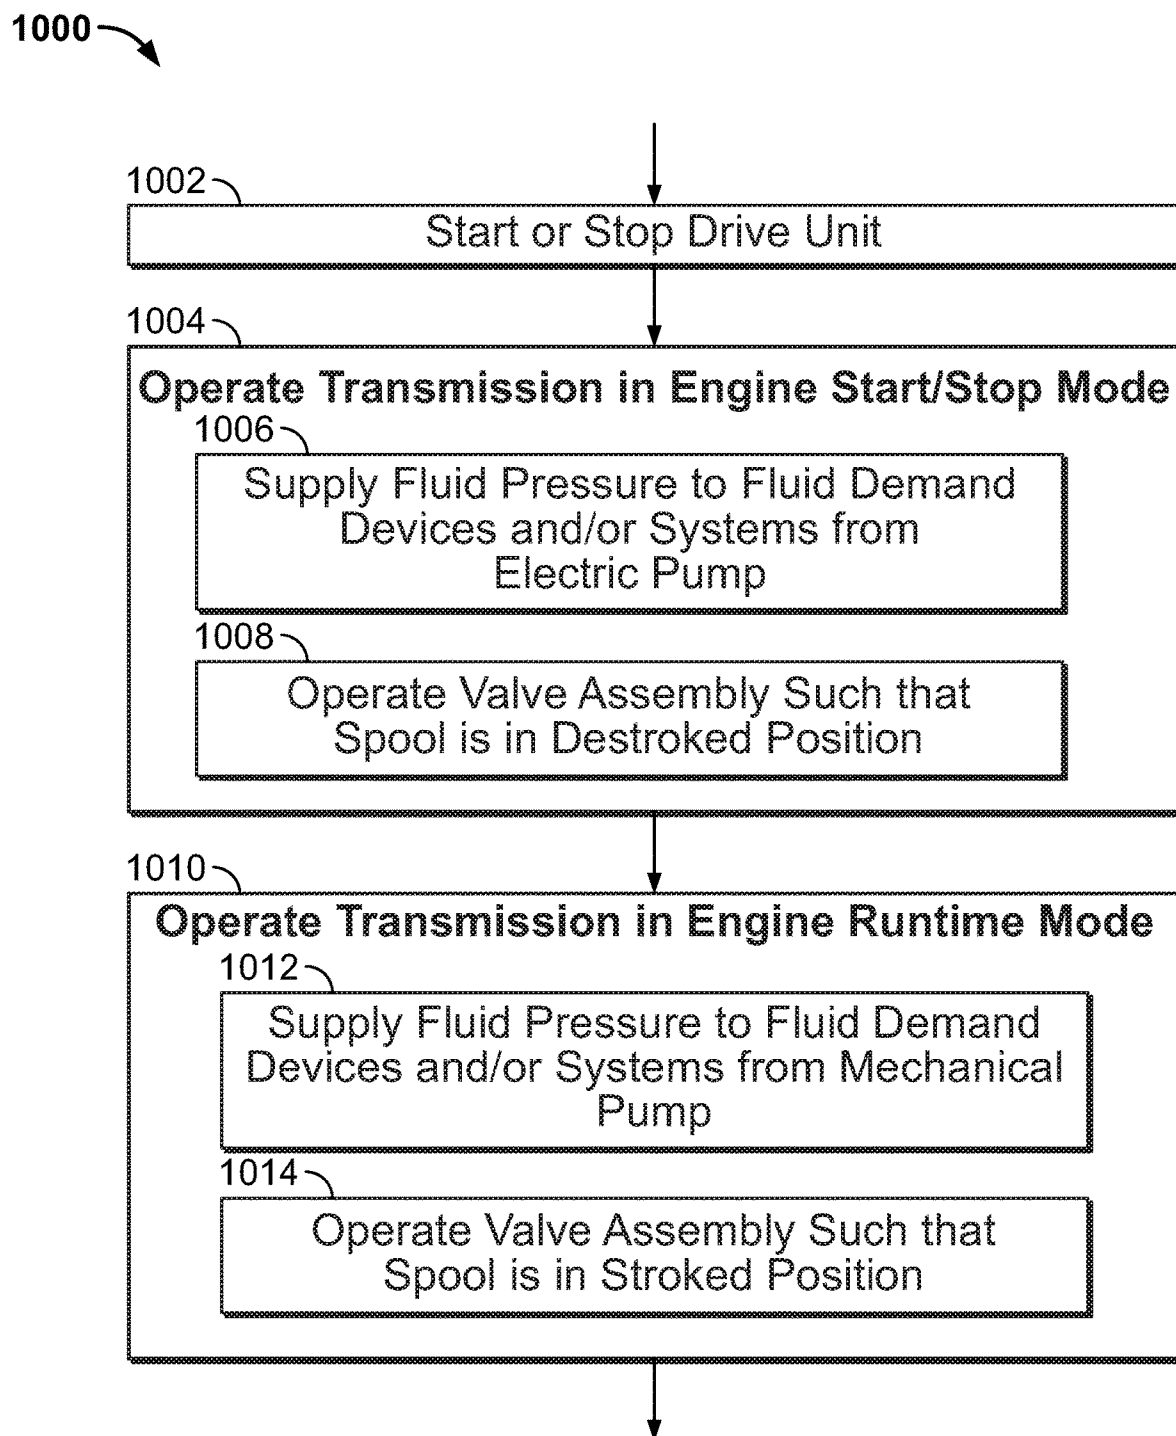 1000
1002
Start or Stop Drive Unit
1004
Operate Transmission in Engine Start/Stop Mode
1006
Supply Fluid Pressure to Fluid Demand
Devices and/or Systems from
Electric Pump
1008
Operate Valve Assembly Such that
Spool is in Destroked Position
1010
Operate Transmission in Engine Runtime Mode
1012
Supply Fluid Pressure to Fluid Demand
Devices and/or Systems from Mechanical
Pump
1014
Operate Valve Assembly Such that
Spool is in Stroked Position